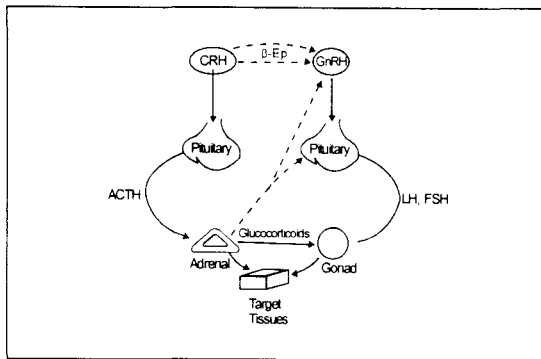 CRH
β-Ep
GnRH
Pituitary
Pituitary
ACTH
LH, FSH
Glucocorticoids
Adrenal
Gonad
Target
Tissues